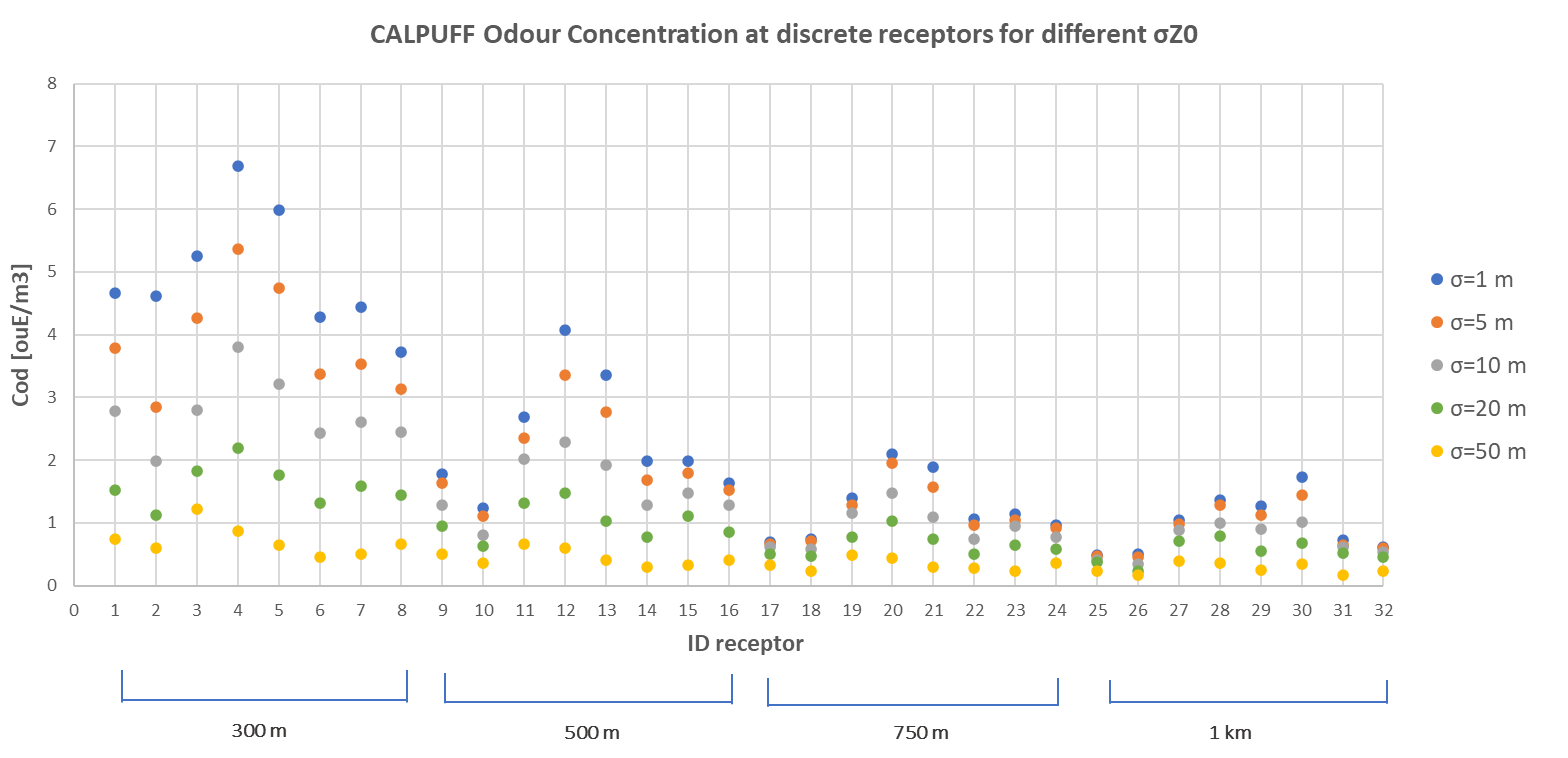 CALPUFF Odour Concentration at discrete receptors for different σZ0
8
7
6
5
4
3
2
1
0
Cod [ouE/m3]
0 1 2 3 4 5 6 7 8 9 10 11 12 13 14 15 16 17 18 19 20 21 22 23 24 25 26 27 28 29 30 31 32
ID receptor
σ=1 m
σ=5 m
σ=10 m
σ=20 m
σ=50 m
300 m 500 m 750 m 1 km